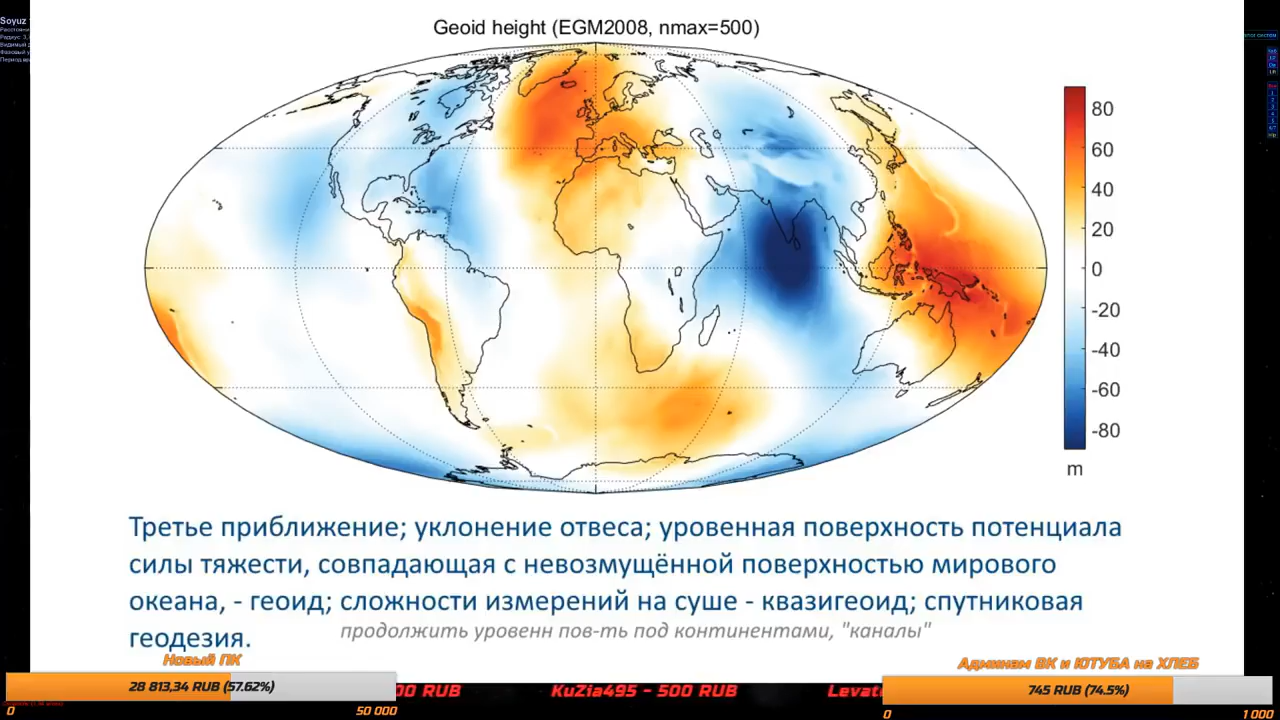 Soyuz
Geoid height (EGM2008, nmax=500)
80
60
40
20
0
-20
-40
-60
-80
m
Третье приближение; уклонение отвеса; уровенная поверхность потенциала
силы тяжести, совпадающая с невозмущённой поверхностью мирового
океана, - геоид; сложности измерений на суше - квазигеоид; спутниковая
геодезия.
продолжить уровенн пов-ть под континентами, "каналы"
Новый ПК
28 813,34 RUB (57.62%)
0
50 000
00 RUB
KuZia495 - 500 RUB
Levat
Админам ВК и ЮТУБА на ХЛЕБ
745 RUB (74.5%)
0
1 000